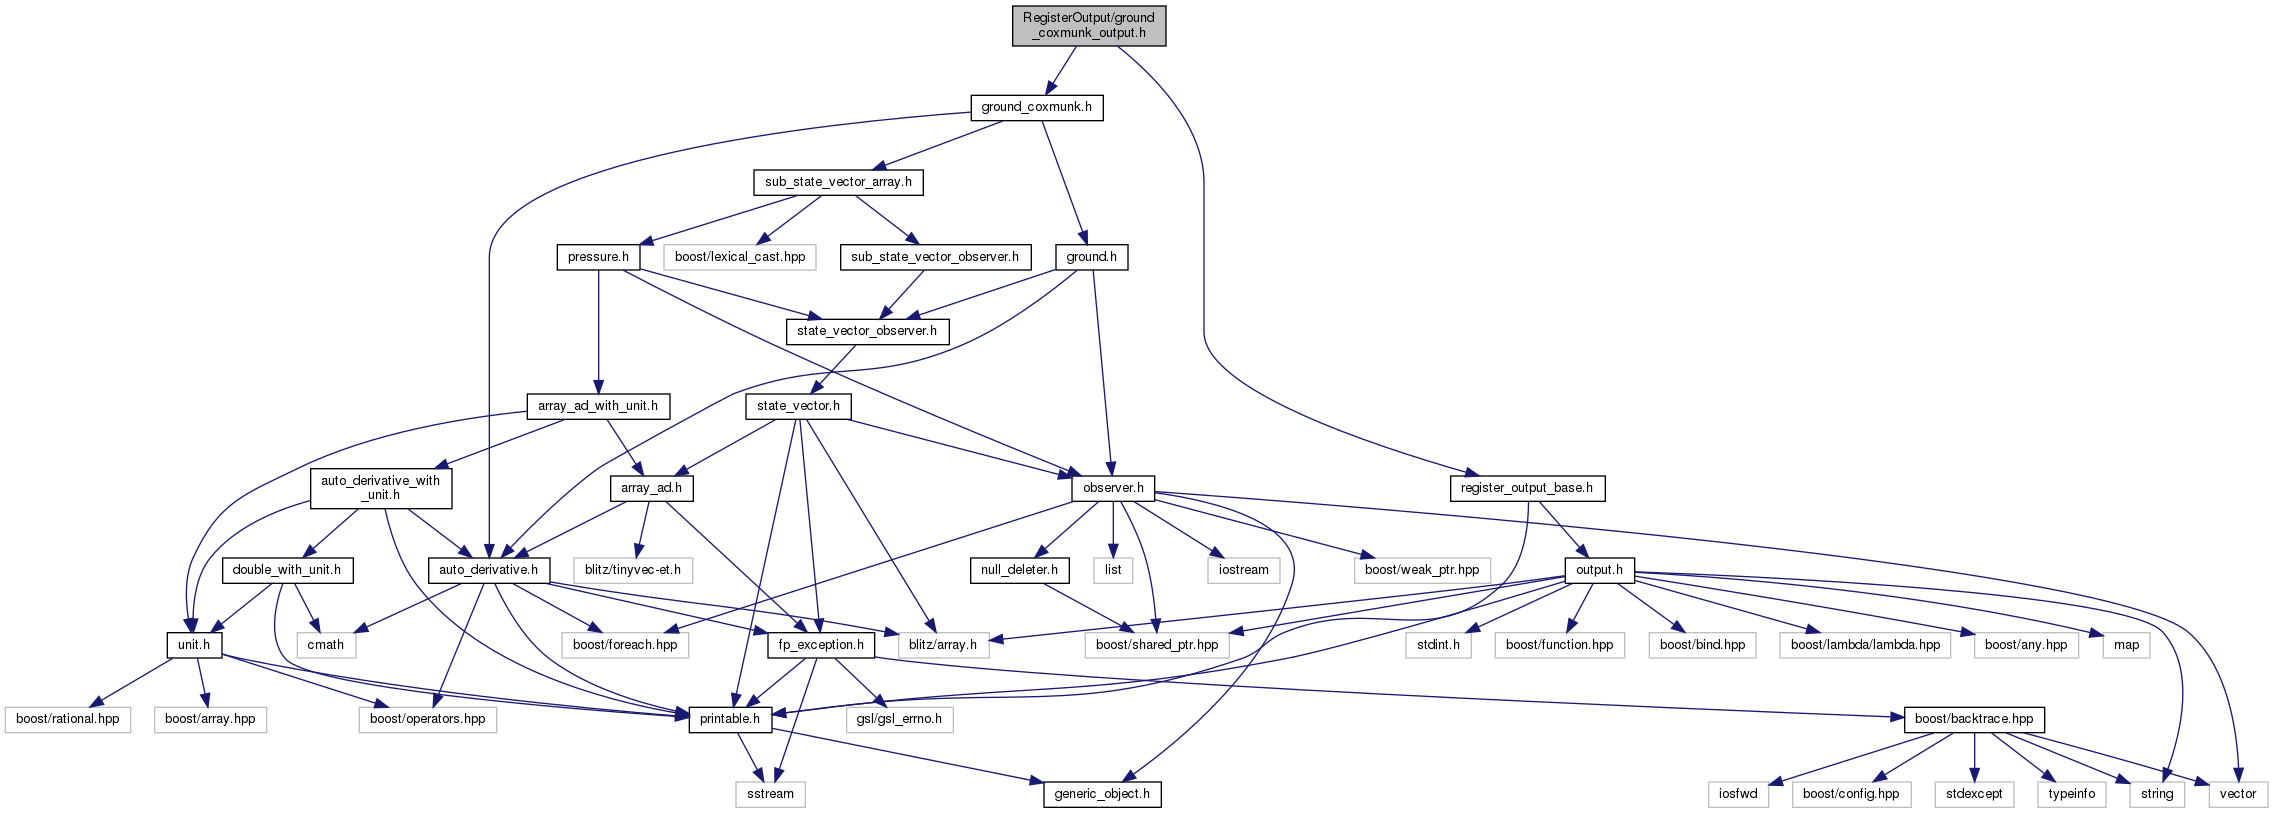 RegisterOutput/ground
_coxmunk_output.h
ground_coxmunk.h
sub_state_vector_array.h
pressure.h
boost/lexical_cast.hpp
sub_state_vector_observer.h
ground.h
state_vector_observer.h
array_ad_with_unit.h
state_vector.h
auto_derivative_with
_unit.h
array_ad.h
observer.h
register_output_base.h
double_with_unit.h
auto_derivative.h
blitz/tinyvec-et.h
null_deleter.h
list
iostream
boost/weak_ptr.hpp
output.h
unit.h
cmath
boost/foreach.hpp
fp_exception.h
blitz/array.h
boost/shared_ptr.hpp
stdint.h
boost/function.hpp
boost/bind.hpp
boost/lambda/lambda.hpp
boost/any.hpp
map
boost/rational.hpp
boost/array.hpp
boost/operators.hpp
printable.h
gsl/gsl_errno.h
boost/backtrace.hpp
sstream
generic_object.h
iosfwd
boost/config.hpp
stdexcept
typeinfo
string
vector